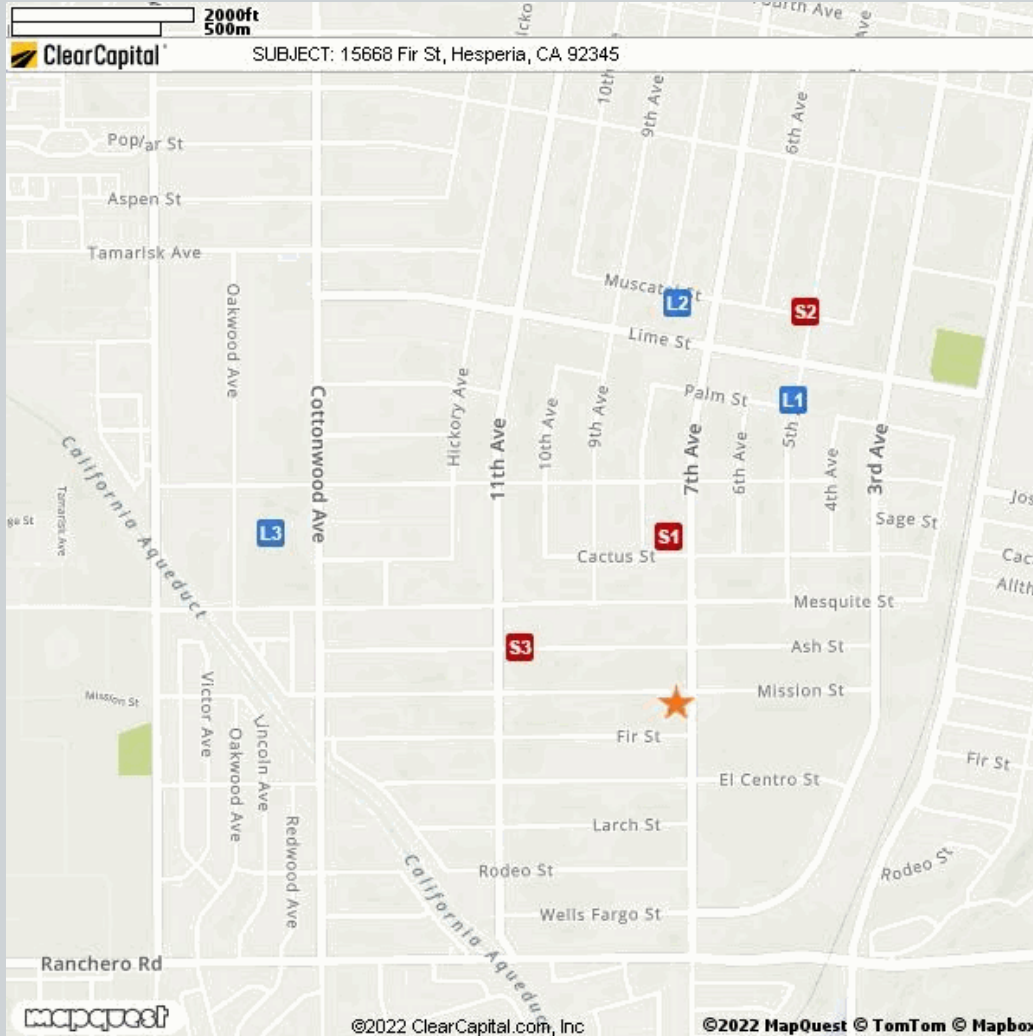 2000ft
500m
ClearCapital
SUBJECT: 15668 Fir St, Hesperia, CA 92345
10th
9th Ave
6th Ave
Ave
Poplar St
Aspen St
Tamarisk Ave
Oakwood Ave
Muscatel St
L2
S2
Lime St
Hickory Ave
Cottonwood Ave
11th Ave
10th Ave
9th Ave
Palm St
L1
7th Ave
6th Ave
5th
4th Ave
3rd Ave
California Aqueduct
Tamarisk Ave
L3
S1
Sage St
Cactus St
Mesquite St
S3
Ash St
Mission St
Mission St
Victor Ave
Lincoln Ave
Oakwood Ave
Redwood Ave
Fir St
El Centro St
Fir St
Larch St
Rodeo St
Rodeo St
Wells Fargo St
California Aqueduct
Ranchero Rd
mapquest
©2022 ClearCapital.com, Inc
©2022 MapQuest © TomTom © Mapbox